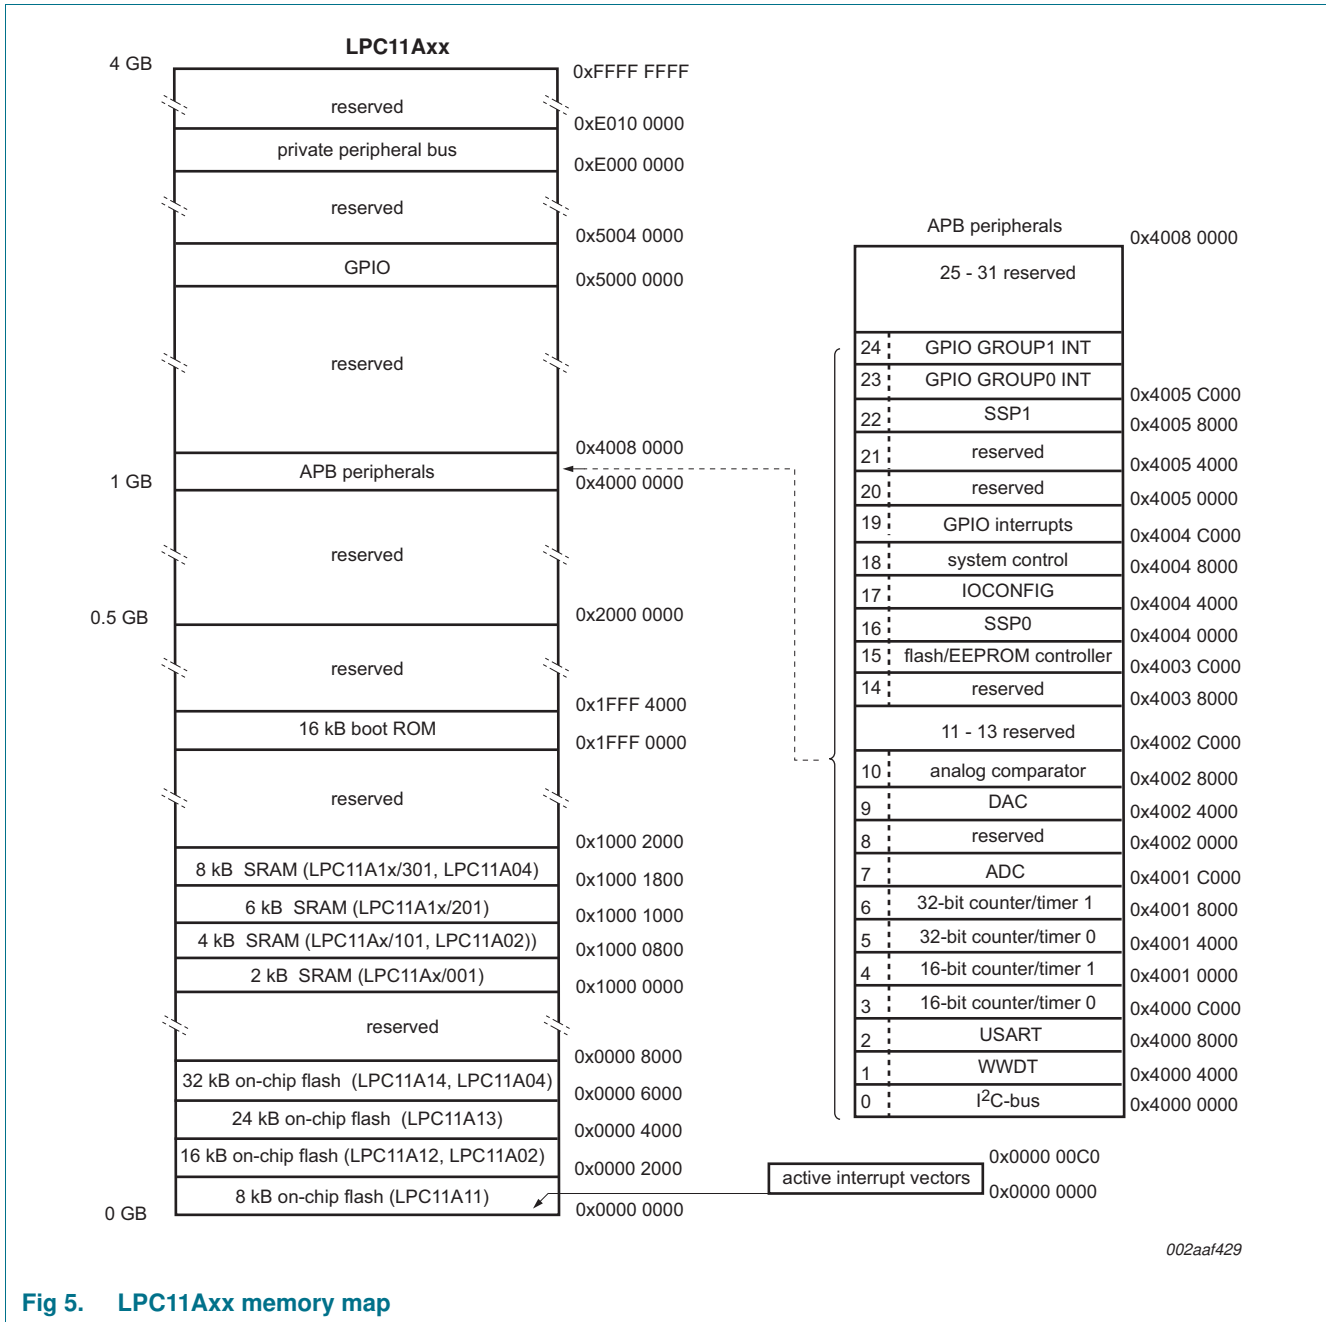 LPC11Axx
4 GB
0xFFFF FFFF
reserved
0xE010 0000
private peripheral bus
0xE000 0000
reserved
0x5004 0000
GPIO
0x5000 0000
reserved
0x4008 0000
APB peripherals
1 GB
0x4000 0000
reserved
0.5 GB
0x2000 0000
reserved
0x1FFF 4000
16 kB boot ROM
0x1FFF 0000
reserved
0x1000 2000
8 kB SRAM (LPC11A1x/301, LPC11A04)
0x1000 1800
6 kB SRAM (LPC11A1x/201)
0x1000 1000
4 kB SRAM (LPC11Ax/101, LPC11A02))
0x1000 0800
2 kB SRAM (LPC11Ax/001)
0x1000 0000
reserved
0x0000 8000
32 kB on-chip flash (LPC11A14, LPC11A04)
0x0000 6000
24 kB on-chip flash (LPC11A13)
0x0000 4000
16 kB on-chip flash (LPC11A12, LPC11A02)
0x0000 2000
8 kB on-chip flash (LPC11A11)
0 GB
0x0000 0000
APB peripherals
0x4008 0000
25 - 31 reserved
24 GPIO GROUP1 INT
23 GPIO GROUP0 INT
0x4005 C000
22 SSP1
0x4005 8000
21 reserved
0x4005 4000
20 reserved
0x4005 0000
19 GPIO interrupts
0x4004 C000
18 system control
0x4004 8000
17 IOCONFIG
0x4004 4000
16 SSP0
0x4004 0000
15 flash/EEPROM controller
0x4003 C000
14 reserved
0x4003 8000
11 - 13 reserved
0x4002 C000
10 analog comparator
0x4002 8000
9 DAC
0x4002 4000
8 reserved
0x4002 0000
7 ADC
0x4001 C000
6 32-bit counter/timer 1
0x4001 8000
5 32-bit counter/timer 0
0x4001 4000
4 16-bit counter/timer 1
0x4001 0000
3 16-bit counter/timer 0
0x4000 C000
2 USART
0x4000 8000
1 WWDT
0x4000 4000
0 I2C-bus
0x4000 0000
0x0000 00C0
active interrupt vectors
0x0000 0000
002aaf429
Fig 5. LPC11Axx memory map